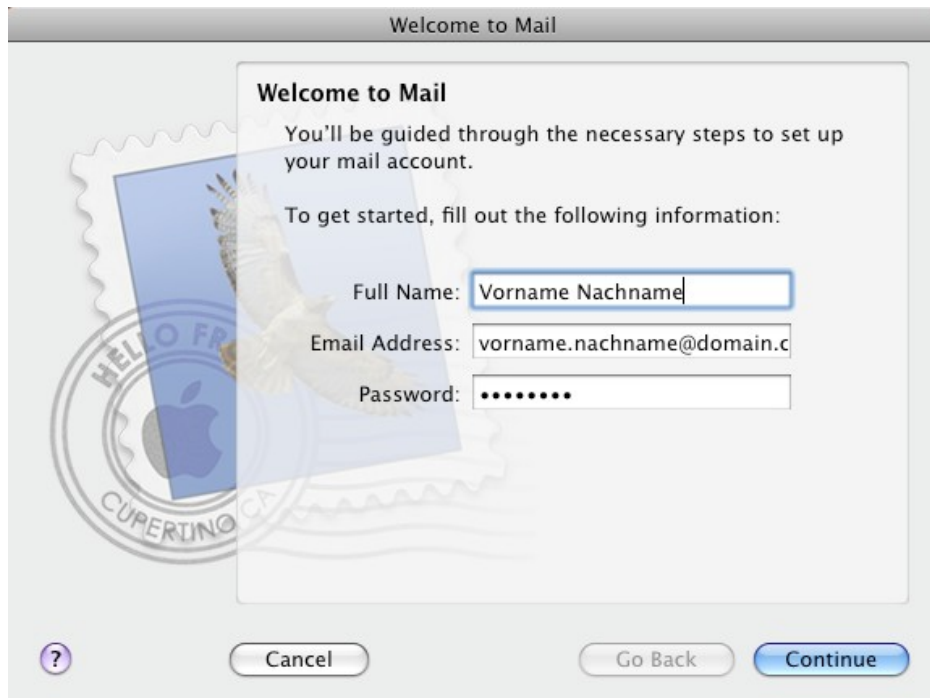 Welcome to Mail
Welcome to Mail
You'll be guided through the necessary steps to set up
your mail account.
To get started, fill out the following information:
Full Name: Vorname Nachname
Email Address: vorname.nachname@domain.c
Password: ••••••••
HELLO FR
CUPERTINO CA
? Cancel Go Back Continue